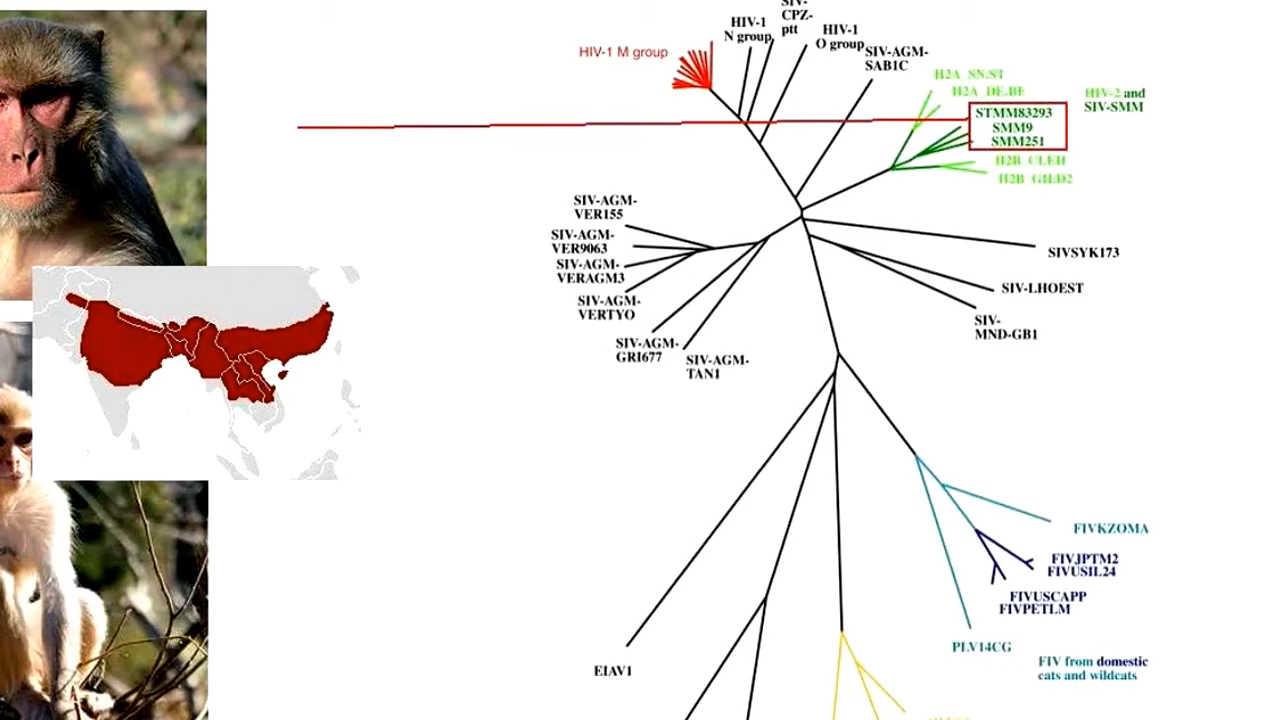 SIV-
CPZ-
ptt
HIV-1
N group
HIV-1
O group
HIV-1 M group
SIV-AGM-
SAB1C
H2A_SN.ST
H2A_DE.BE
HIV-2 and
SIV-SMM
STMM83293
SMM9
SMM251
H2B_CI.EH
H2B_GH.D2
SIV-AGM-
VER155
SIV-AGM-
VER9063
SIV-AGM-
VERAGM3
SIV-AGM-
VERTYO
SIV-AGM-
GRI677
SIV-AGM-
TAN1
SIVSYK173
SIV-LHOEST
SIV-
MND-GB1
FIVKZOMA
FIVJPTM2
FIVUSIL24
FIVUSCAPP
FIVPETLM
PLV14CG
EIAV1
FIV from domestic
cats and wildcats